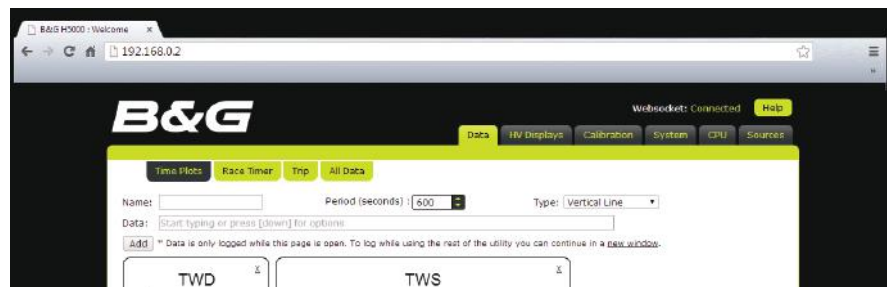 B&G H5000 : Welcome ×
192.168.0.2
B&G
Websocket: Connected Help
Data HV Displays Calibration System CPU Sources
Time Plots Race Timer Trip All Data
Name: Period (seconds) : 600 Type: Vertical Line
Data: Start typing or press [down] for options
Add * Data is only logged while this page is open. To log while using the rest of the utility you can continue in a new window.
TWD X TWS X